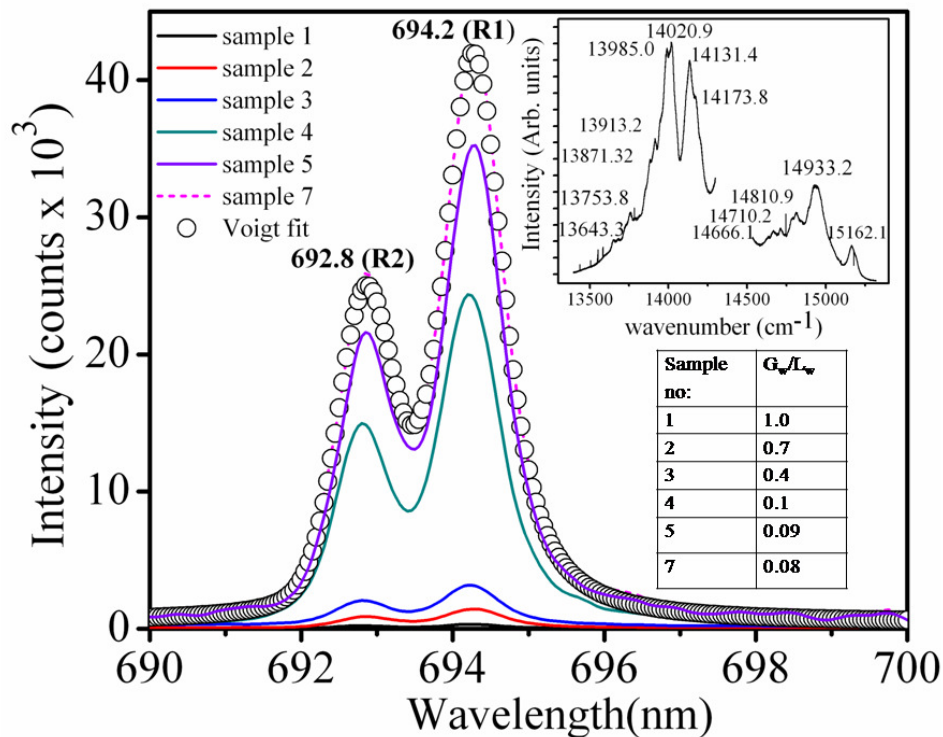 sample 1
sample 2
sample 3
sample 4
sample 5
sample 7
Voigt fit
694.2 (R1)
692.8 (R2)
Intensity (counts x 10³)
40
30
20
10
0
690
692
694
696
698
700
Wavelength(nm)
Intensity (Arb. units)
14020.9
13985.0
14131.4
14173.8
13913.2
13871.32
13753.8
13643.3
14933.2
14810.9
14710.2
14666.1
15162.1
13500 14000 14500 15000
wavenumber (cm⁻¹)
Sample no: G_w/L_w
1 1.0
2 0.7
3 0.4
4 0.1
5 0.09
7 0.08